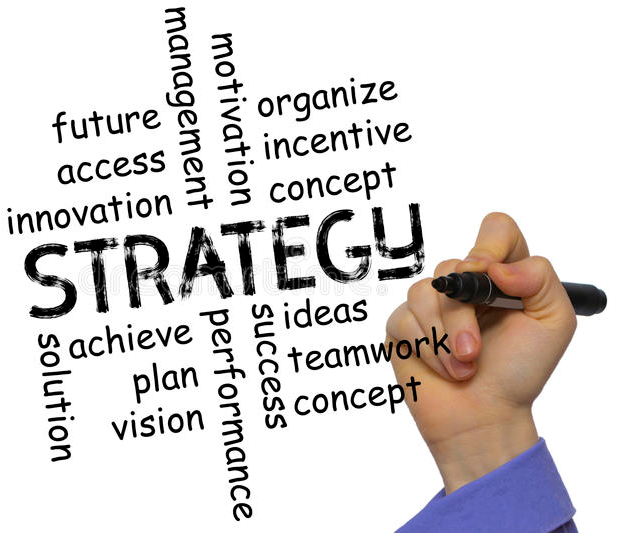 management
motivation
future
organize
access
incentive
innovation
concept
STRATEGY
solution
achieve
performance
success
ideas
plan
teamwork
vision
concept